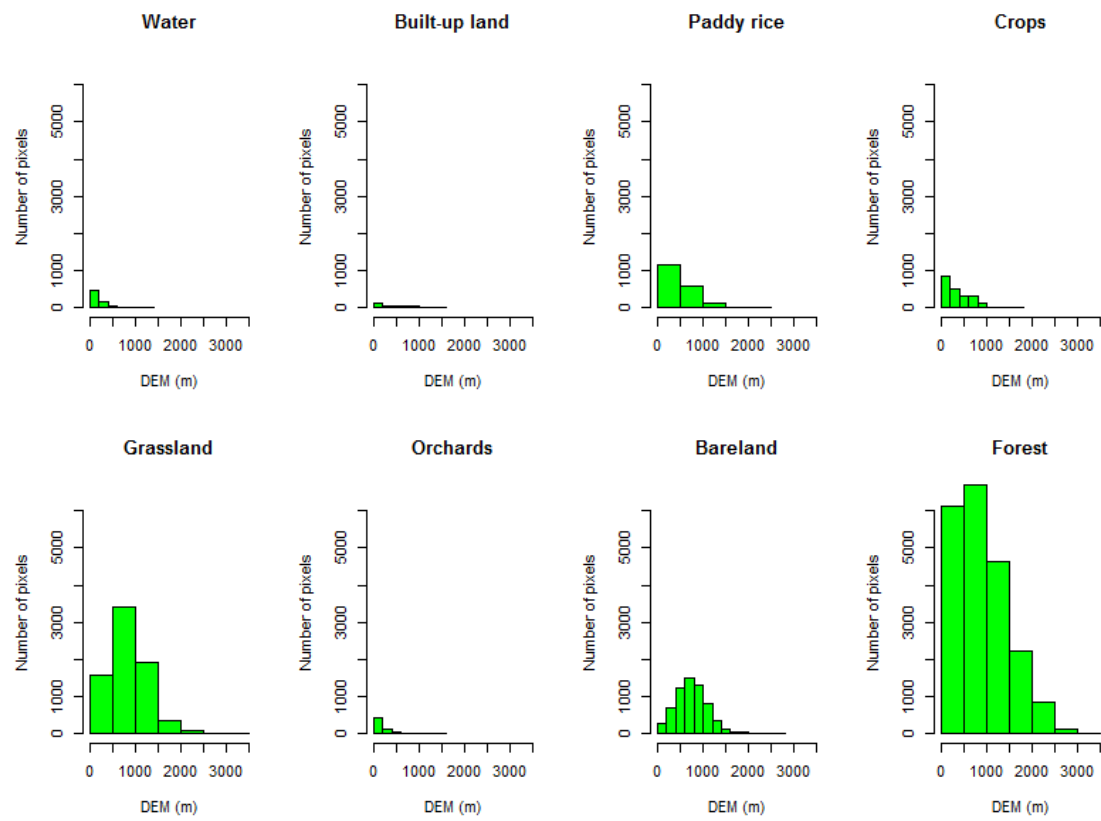 Water
Number of pixels
0 1000 3000 5000
0 1000 2000 3000
DEM (m)
Built-up land
Number of pixels
0 1000 3000 5000
0 1000 2000 3000
DEM (m)
Paddy rice
Number of pixels
0 1000 3000 5000
0 1000 2000 3000
DEM (m)
Crops
Number of pixels
0 1000 3000 5000
0 1000 2000 3000
DEM (m)
Grassland
Number of pixels
0 1000 3000 5000
0 1000 2000 3000
DEM (m)
Orchards
Number of pixels
0 1000 3000 5000
0 1000 2000 3000
DEM (m)
Bareland
Number of pixels
0 1000 3000 5000
0 1000 2000 3000
DEM (m)
Forest
Number of pixels
0 1000 3000 5000
0 1000 2000 3000
DEM (m)